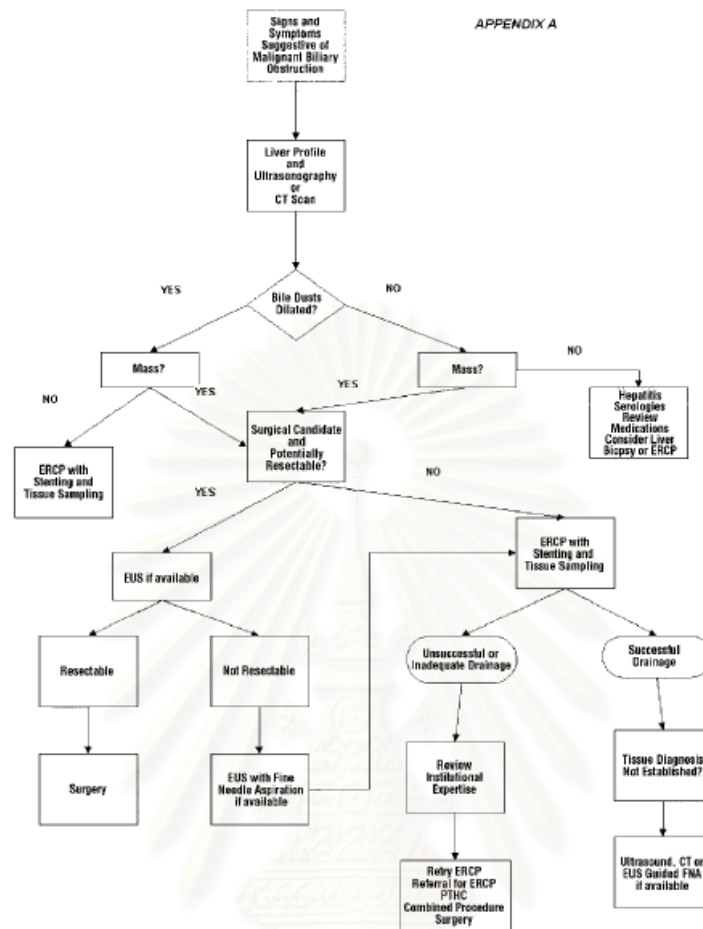 APPENDIX A
Signs and
Symptoms
Suggestive of
Malignant Biliary
Obstruction
Liver Profile
and
Ultrasonography
or
CT Scan
YES
NO
Bile Dusts
Dilated?
Mass?
Mass?
NO
NO
YES
YES
Hepatitis
Serologies
Review
Medications
Consider Liver
Biopsy or ERCP
Surgical Candidate
and
Potentially
Resectable?
ERCP with
Stenting and
Tissue Sampling
YES
NO
EUS if available
ERCP with
Stenting and
Tissue Sampling
Resectable
Not Resectable
Unsuccessful or
Inadequate Drainage
Successful
Drainage
Surgery
EUS with Fine
Needle Aspiration
if available
Review
Institutional
Expertise
Tissue Diagnosis
Not Established?
Retry ERCP
Referral for ERCP
PTHC
Combined Procedure
Surgery
Ultrasound, CT or
EUS Guided FNA
if available